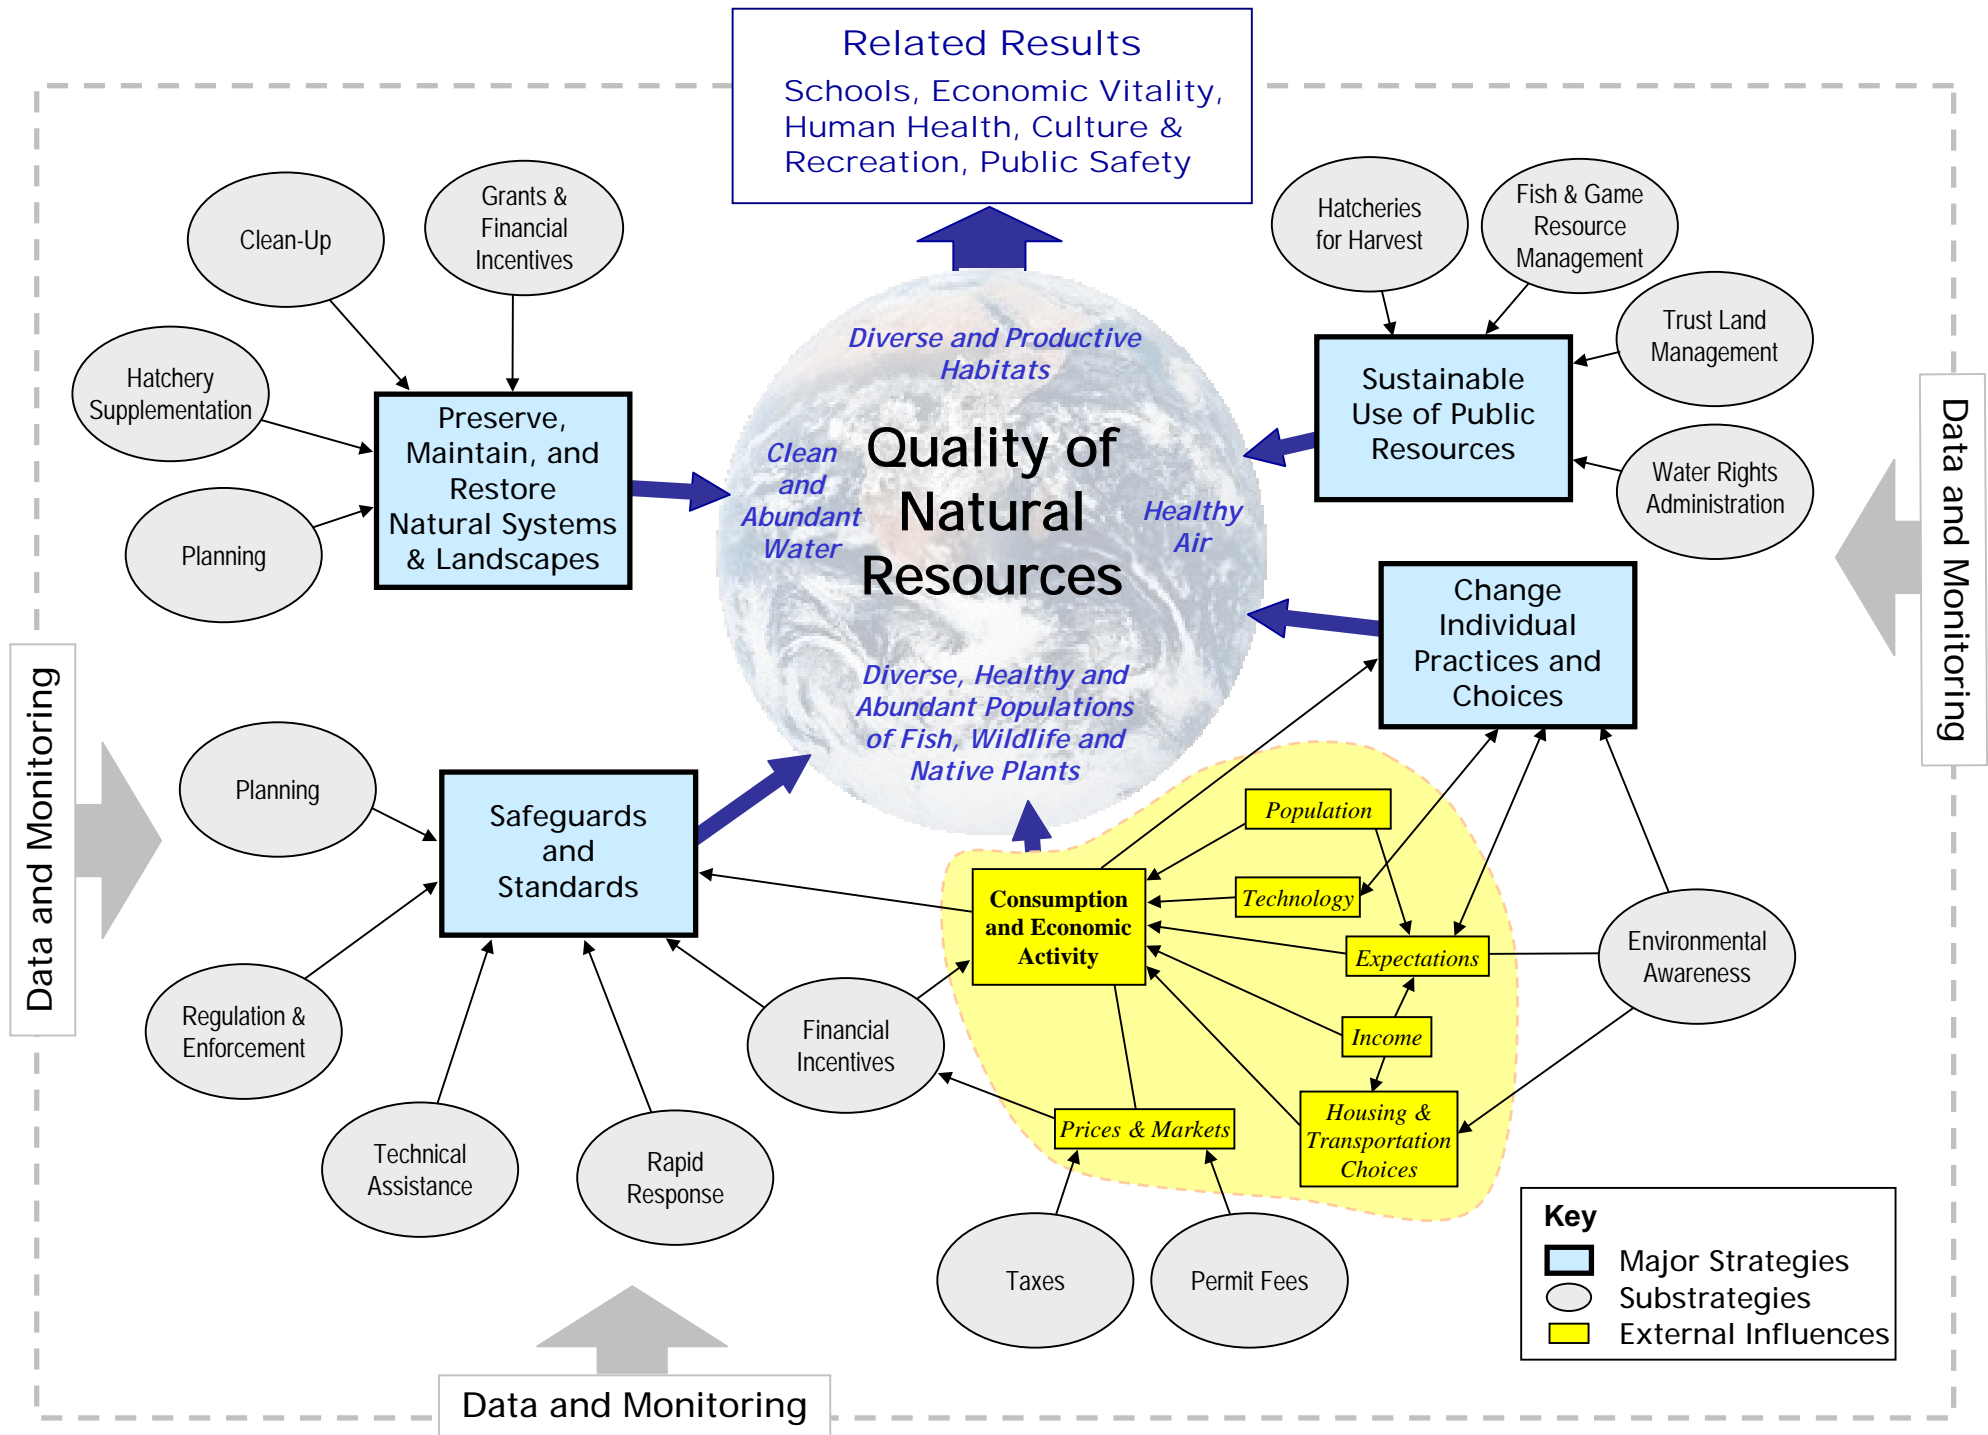 Related Results
Schools, Economic Vitality,
Human Health, Culture &
Recreation, Public Safety
Clean-Up
Grants &
Financial
Incentives
Hatchery
Supplementation
Planning
Preserve,
Maintain, and
Restore
Natural Systems
& Landscapes
Diverse and Productive
Habitats
Clean
and
Abundant
Water
Quality of
Natural
Resources
Healthy
Air
Diverse, Healthy and
Abundant Populations
of Fish, Wildlife and
Native Plants
Hatcheries
for Harvest
Fish & Game
Resource
Management
Trust Land
Management
Water Rights
Administration
Sustainable
Use of Public
Resources
Change
Individual
Practices and
Choices
Data and Monitoring
Data and Monitoring
Planning
Safeguards
and
Standards
Regulation &
Enforcement
Technical
Assistance
Rapid
Response
Financial
Incentives
Population
Technology
Consumption
and Economic
Activity
Expectations
Income
Housing &
Transportation
Choices
Prices & Markets
Environmental
Awareness
Taxes
Permit Fees
Key
Major Strategies
Substrategies
External Influences
Data and Monitoring